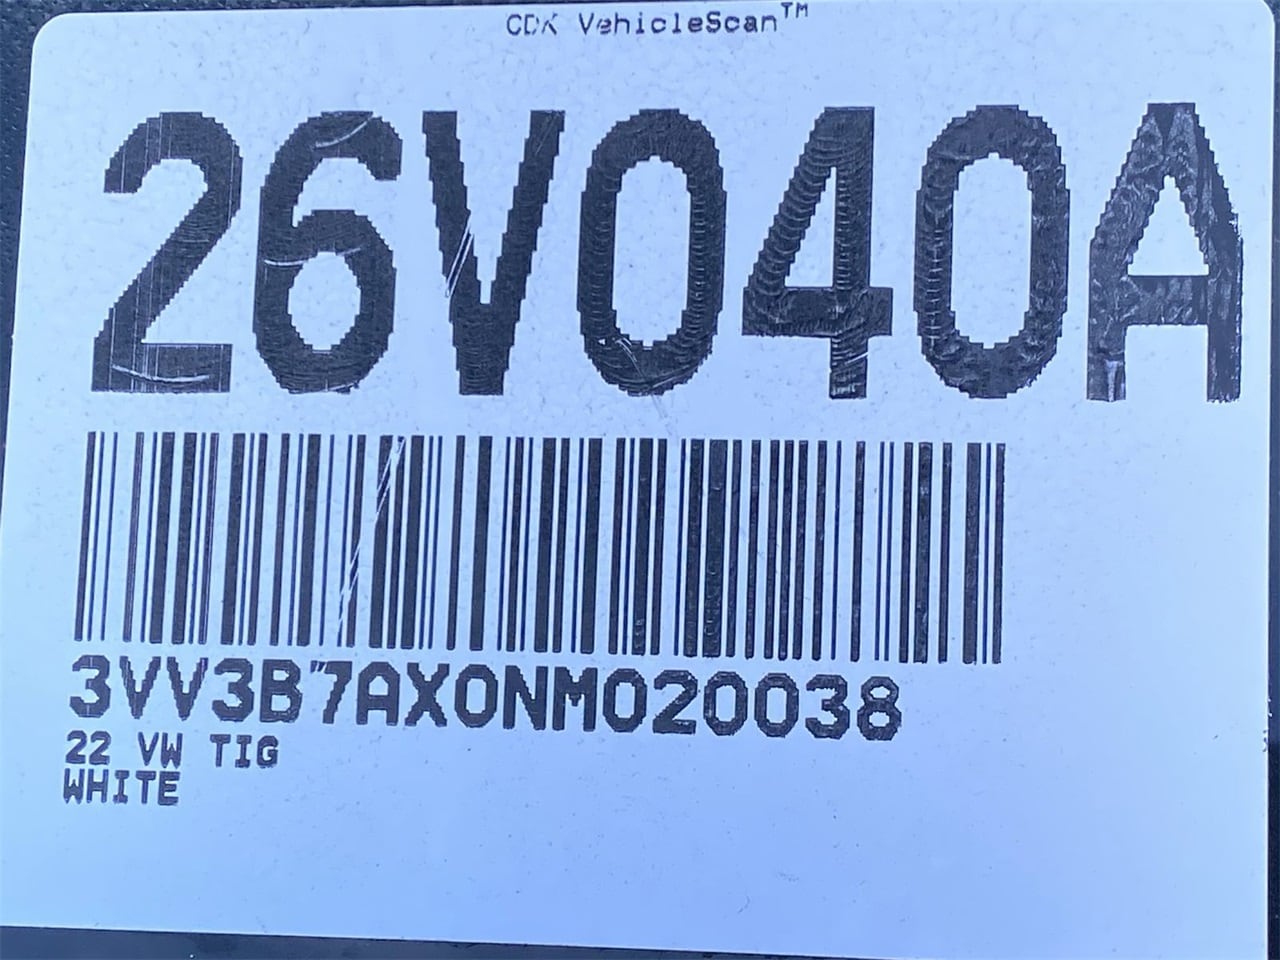 CDK VehicleScan™
26V040A
3VV3B7AX0NM020038
22 VW TIG
WHITE